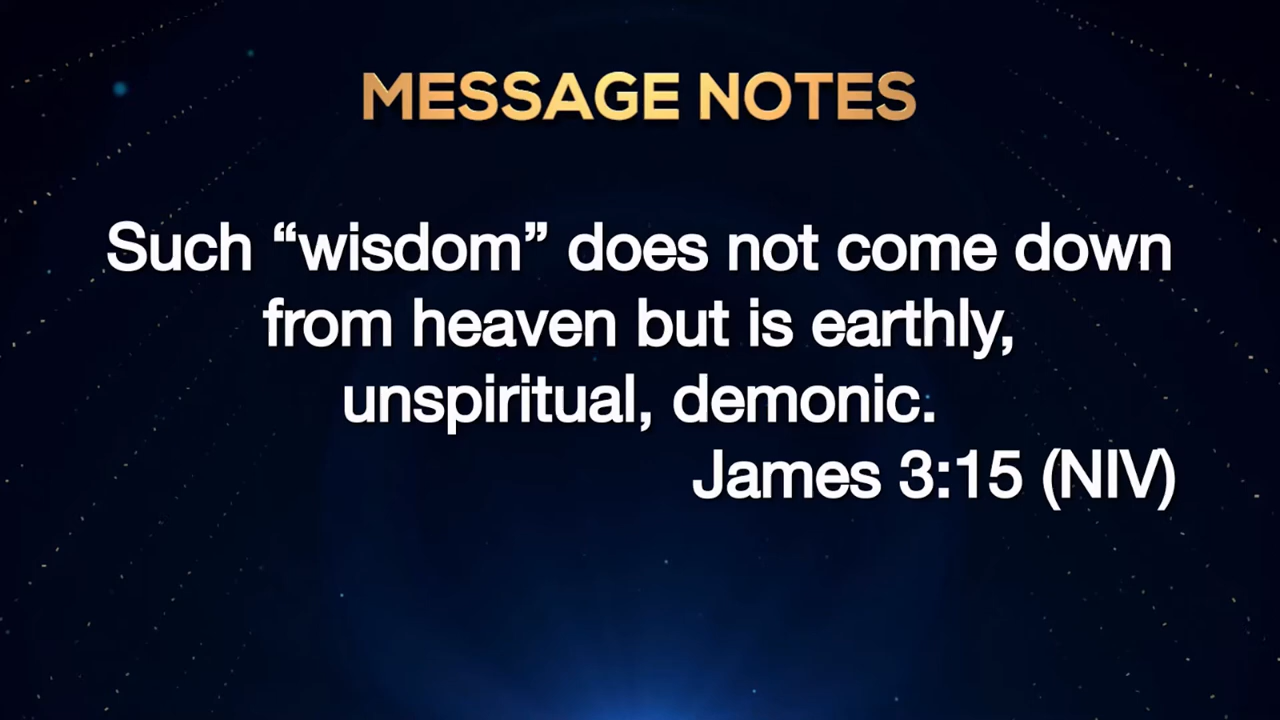 MESSAGE NOTES
Such “wisdom” does not come down
from heaven but is earthly,
unspiritual, demonic.
James 3:15 (NIV)